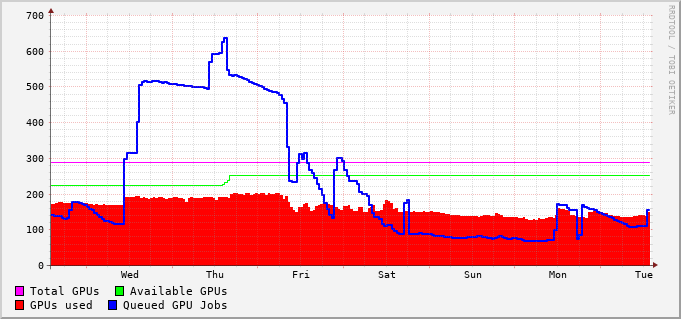 700
600
500
400
300
200
100
0
Wed Thu Fri Sat Sun Mon Tue
Total GPUs Available GPUs
GPUs used Queued GPU Jobs
RRDTOOL / TOBI OETIKER